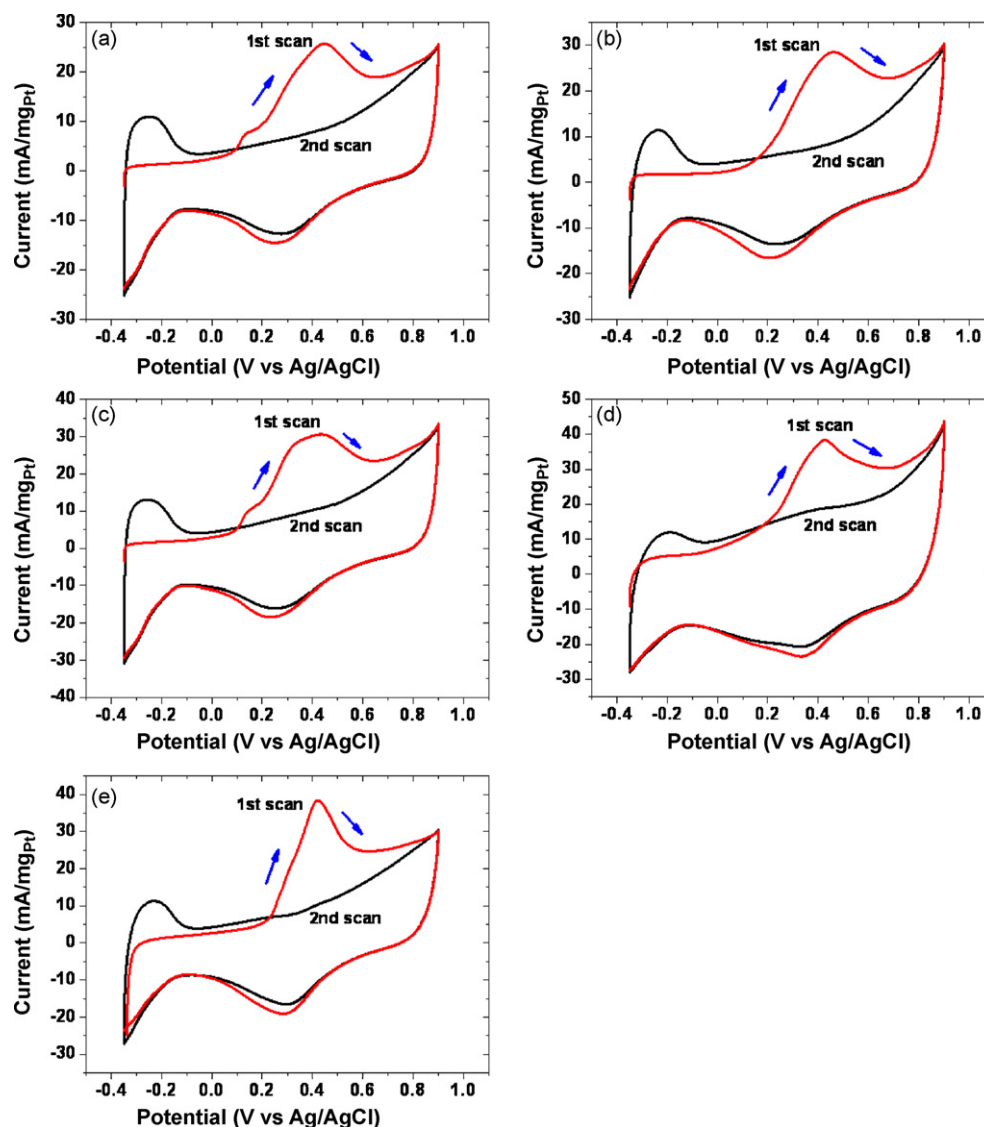 (a)
1st scan
2nd scan
30
20
10
0
-10
-20
-30
Current (mA/mgPt)
-0.4 -0.2 0.0 0.2 0.4 0.6 0.8 1.0
Potential (V vs Ag/AgCl)
(b)
1st scan
2nd scan
30
20
10
0
-10
-20
-30
Current (mA/mgPt)
-0.4 -0.2 0.0 0.2 0.4 0.6 0.8 1.0
Potential (V vs Ag/AgCl)
(c)
1st scan
2nd scan
40
30
20
10
0
-10
-20
-30
-40
Current (mA/mgPt)
-0.4 -0.2 0.0 0.2 0.4 0.6 0.8 1.0
Potential (V vs Ag/AgCl)
(d)
1st scan
2nd scan
50
40
30
20
10
0
-10
-20
-30
Current (mA/mgPt)
-0.4 -0.2 0.0 0.2 0.4 0.6 0.8 1.0
Potential (V vs Ag/AgCl)
(e)
1st scan
2nd scan
40
30
20
10
0
-10
-20
-30
Current (mA/mgPt)
-0.4 -0.2 0.0 0.2 0.4 0.6 0.8 1.0
Potential (V vs Ag/AgCl)